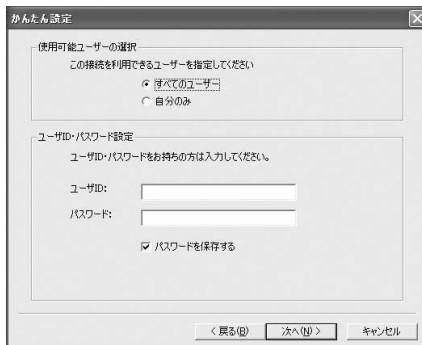 かんたん設定
使用可能ユーザーの選択
この接続を利用できるユーザーを指定してください
すべてのユーザー
自分のみ
ユーザID・パスワード設定
ユーザID・パスワードをお持ちの方は入力してください。
ユーザID:
パスワード:
パスワードを保存する
< 戻る(B) 次へ(N) > キャンセル